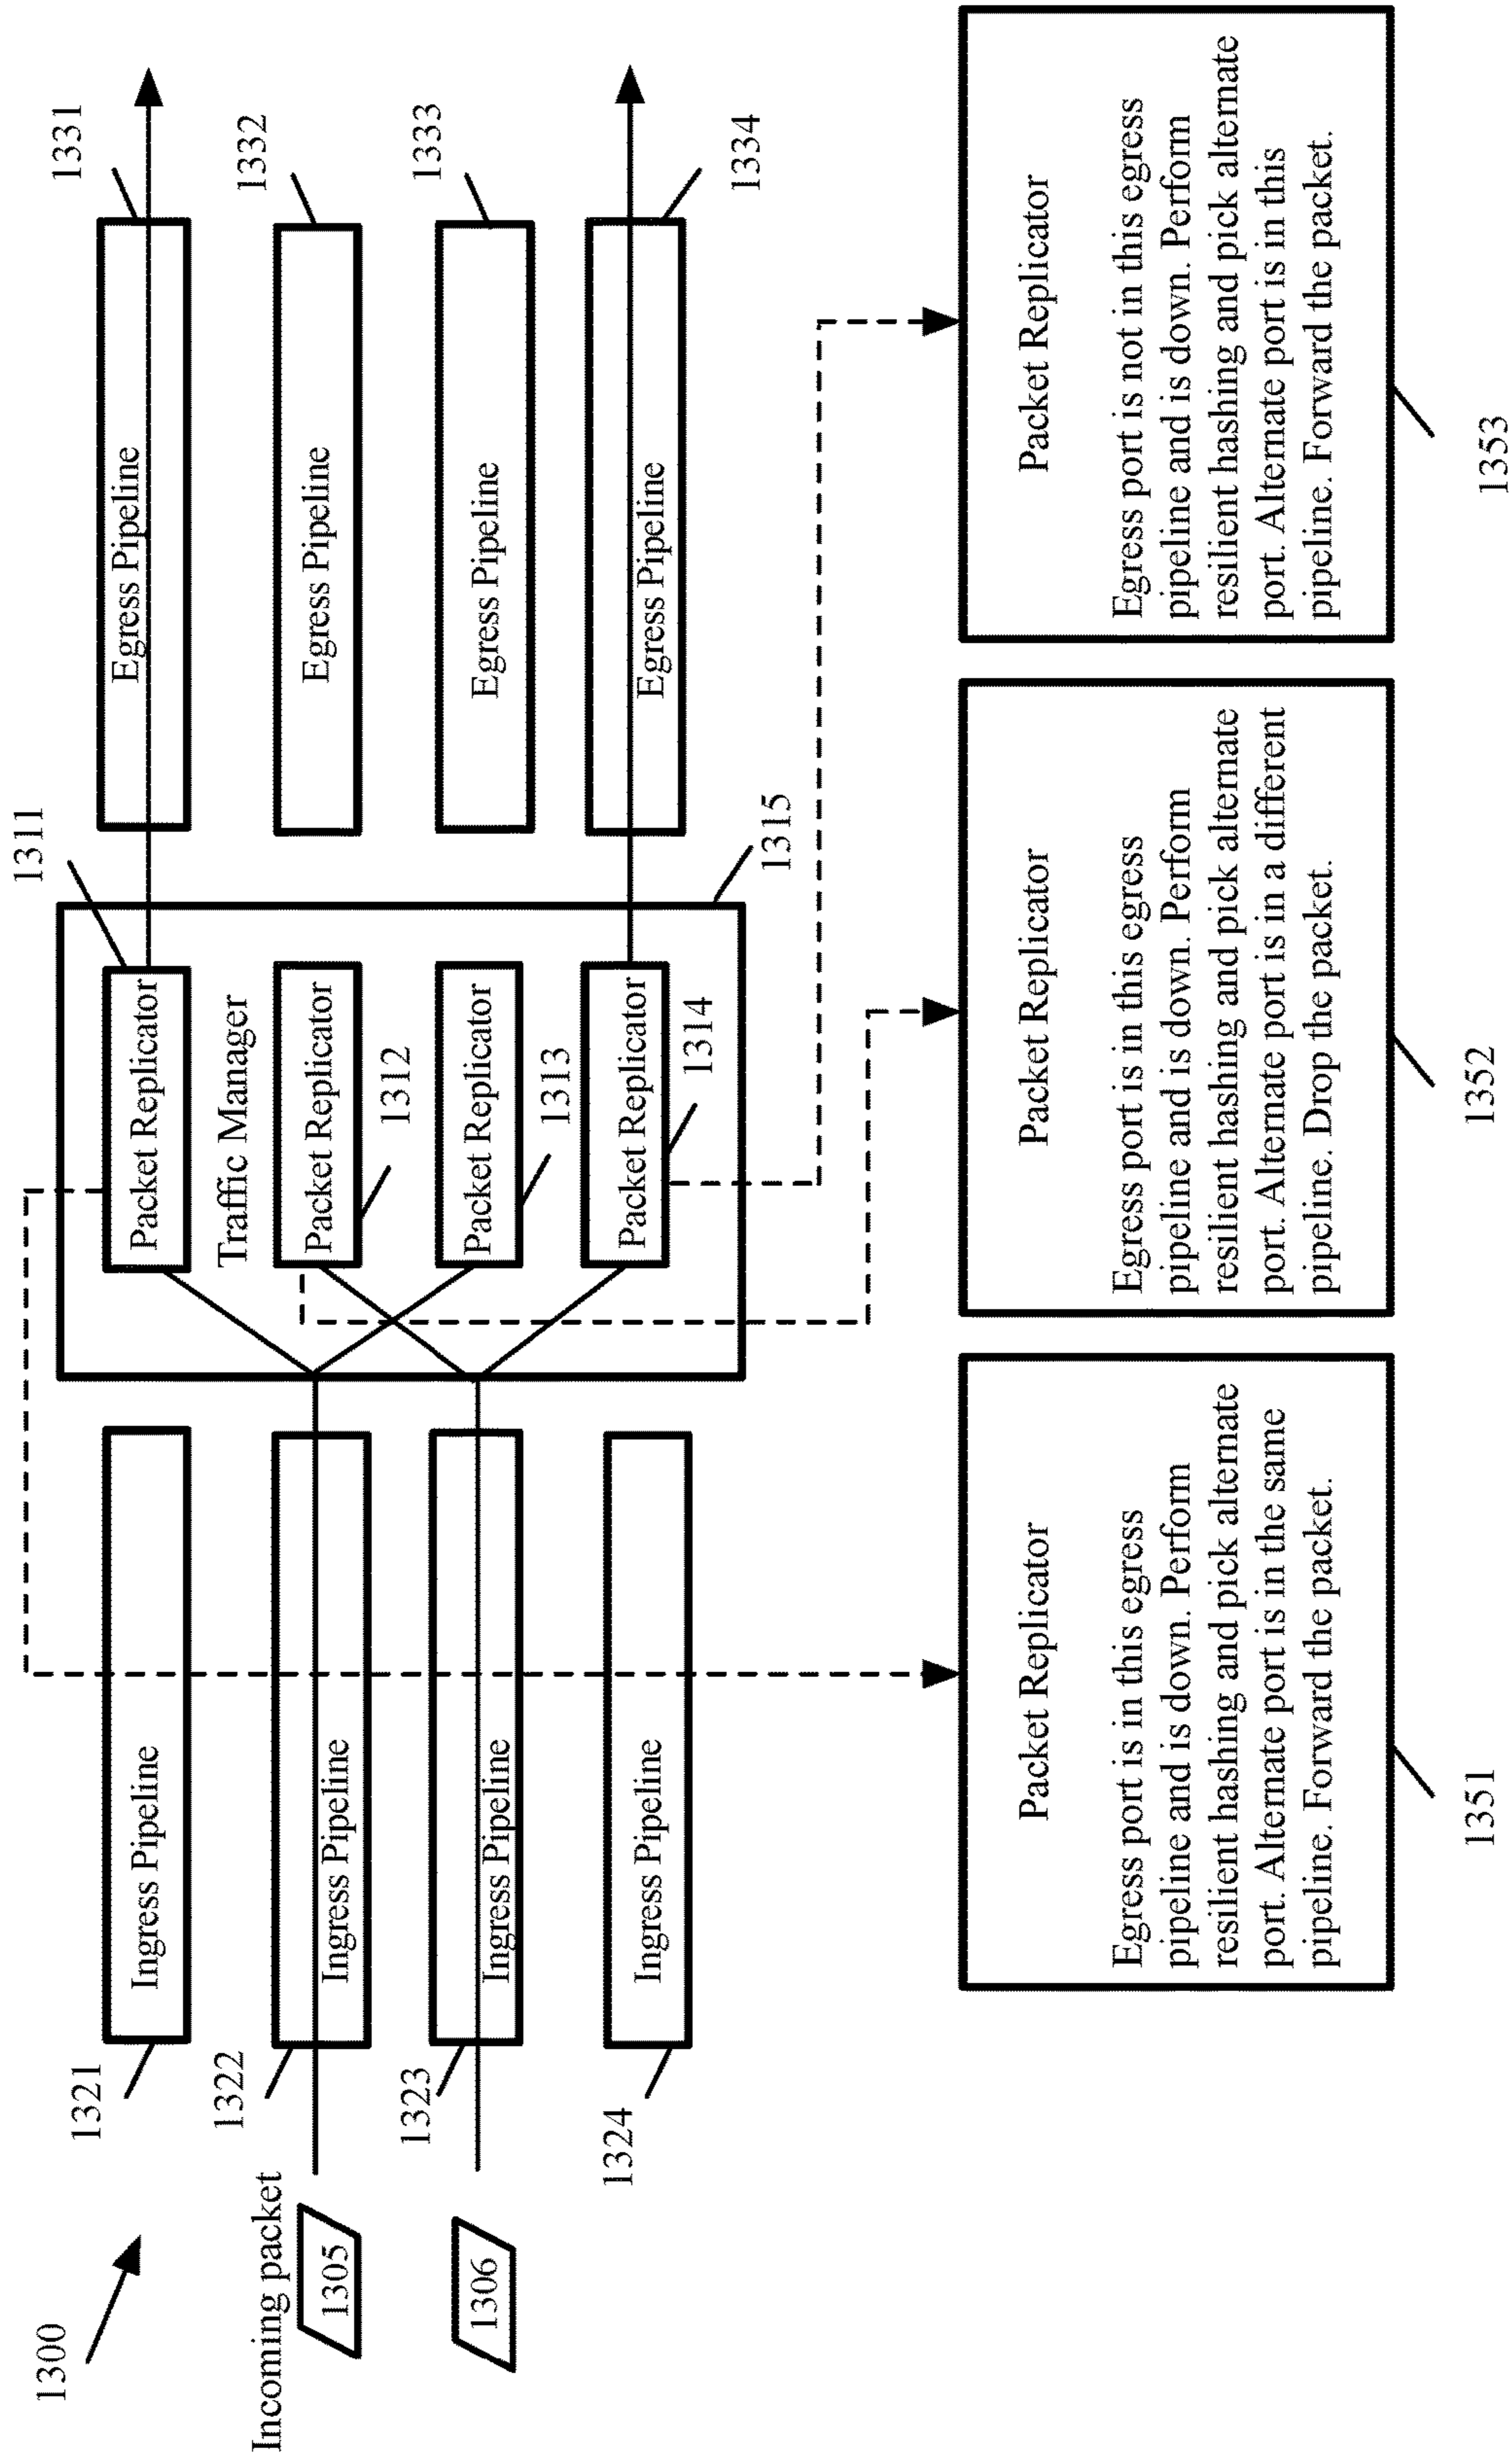 1300
Incoming packet
1305
1306
1321
1322
1323
1324
Ingress Pipeline
Ingress Pipeline
Ingress Pipeline
Ingress Pipeline
Traffic Manager
Packet Replicator
Packet Replicator
Packet Replicator
Packet Replicator
1311
1312
1313
1314
1315
Egress Pipeline
Egress Pipeline
Egress Pipeline
Egress Pipeline
1331
1332
1333
1334
Packet Replicator
Egress port is in this egress
pipeline and is down. Perform
resilient hashing and pick alternate
port. Alternate port is in the same
pipeline. Forward the packet.
1351
Packet Replicator
Egress port is in this egress
pipeline and is down. Perform
resilient hashing and pick alternate
port. Alternate port is in a different
pipeline. Drop the packet.
1352
Packet Replicator
Egress port is not in this egress
pipeline and is down. Perform
resilient hashing and pick alternate
port. Alternate port is in this
pipeline. Forward the packet.
1353